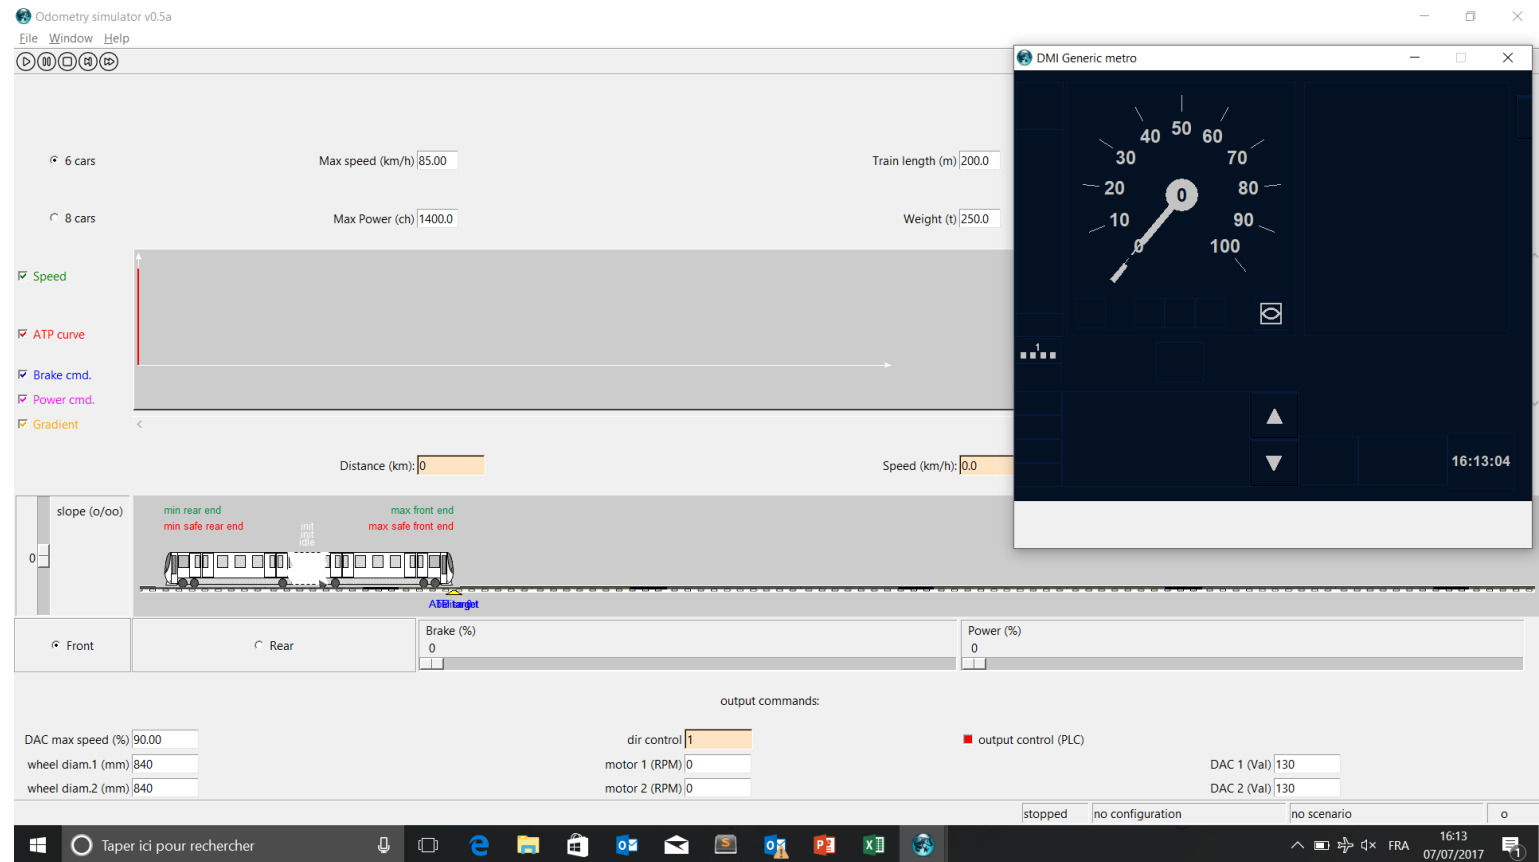 Odometry simulator v0.5a
File Window Help
DMI Generic metro
6 cars
Max speed (km/h) 85.00
Train length (m) 200.0
8 cars
Max Power (ch) 1400.0
Weight (t) 250.0
Speed
ATP curve
Brake cmd.
Power cmd.
Gradient
Distance (km): 0
Speed (km/h): 0.0
0
10
20
30
40
50
60
70
80
90
100
0
1
16:13:04
slope (o/oo)
0
min rear end
min safe rear end
init
init
idle
max front end
max safe front end
target
Front
Rear
Brake (%)
0
Power (%)
0
output commands:
DAC max speed (%) 90.00
dir control 1
output control (PLC)
wheel diam.1 (mm) 840
motor 1 (RPM) 0
DAC 1 (Val) 130
wheel diam.2 (mm) 840
motor 2 (RPM) 0
DAC 2 (Val) 130
stopped
no configuration
no scenario
o
Taper ici pour rechercher
FRA
16:13
07/07/2017
1